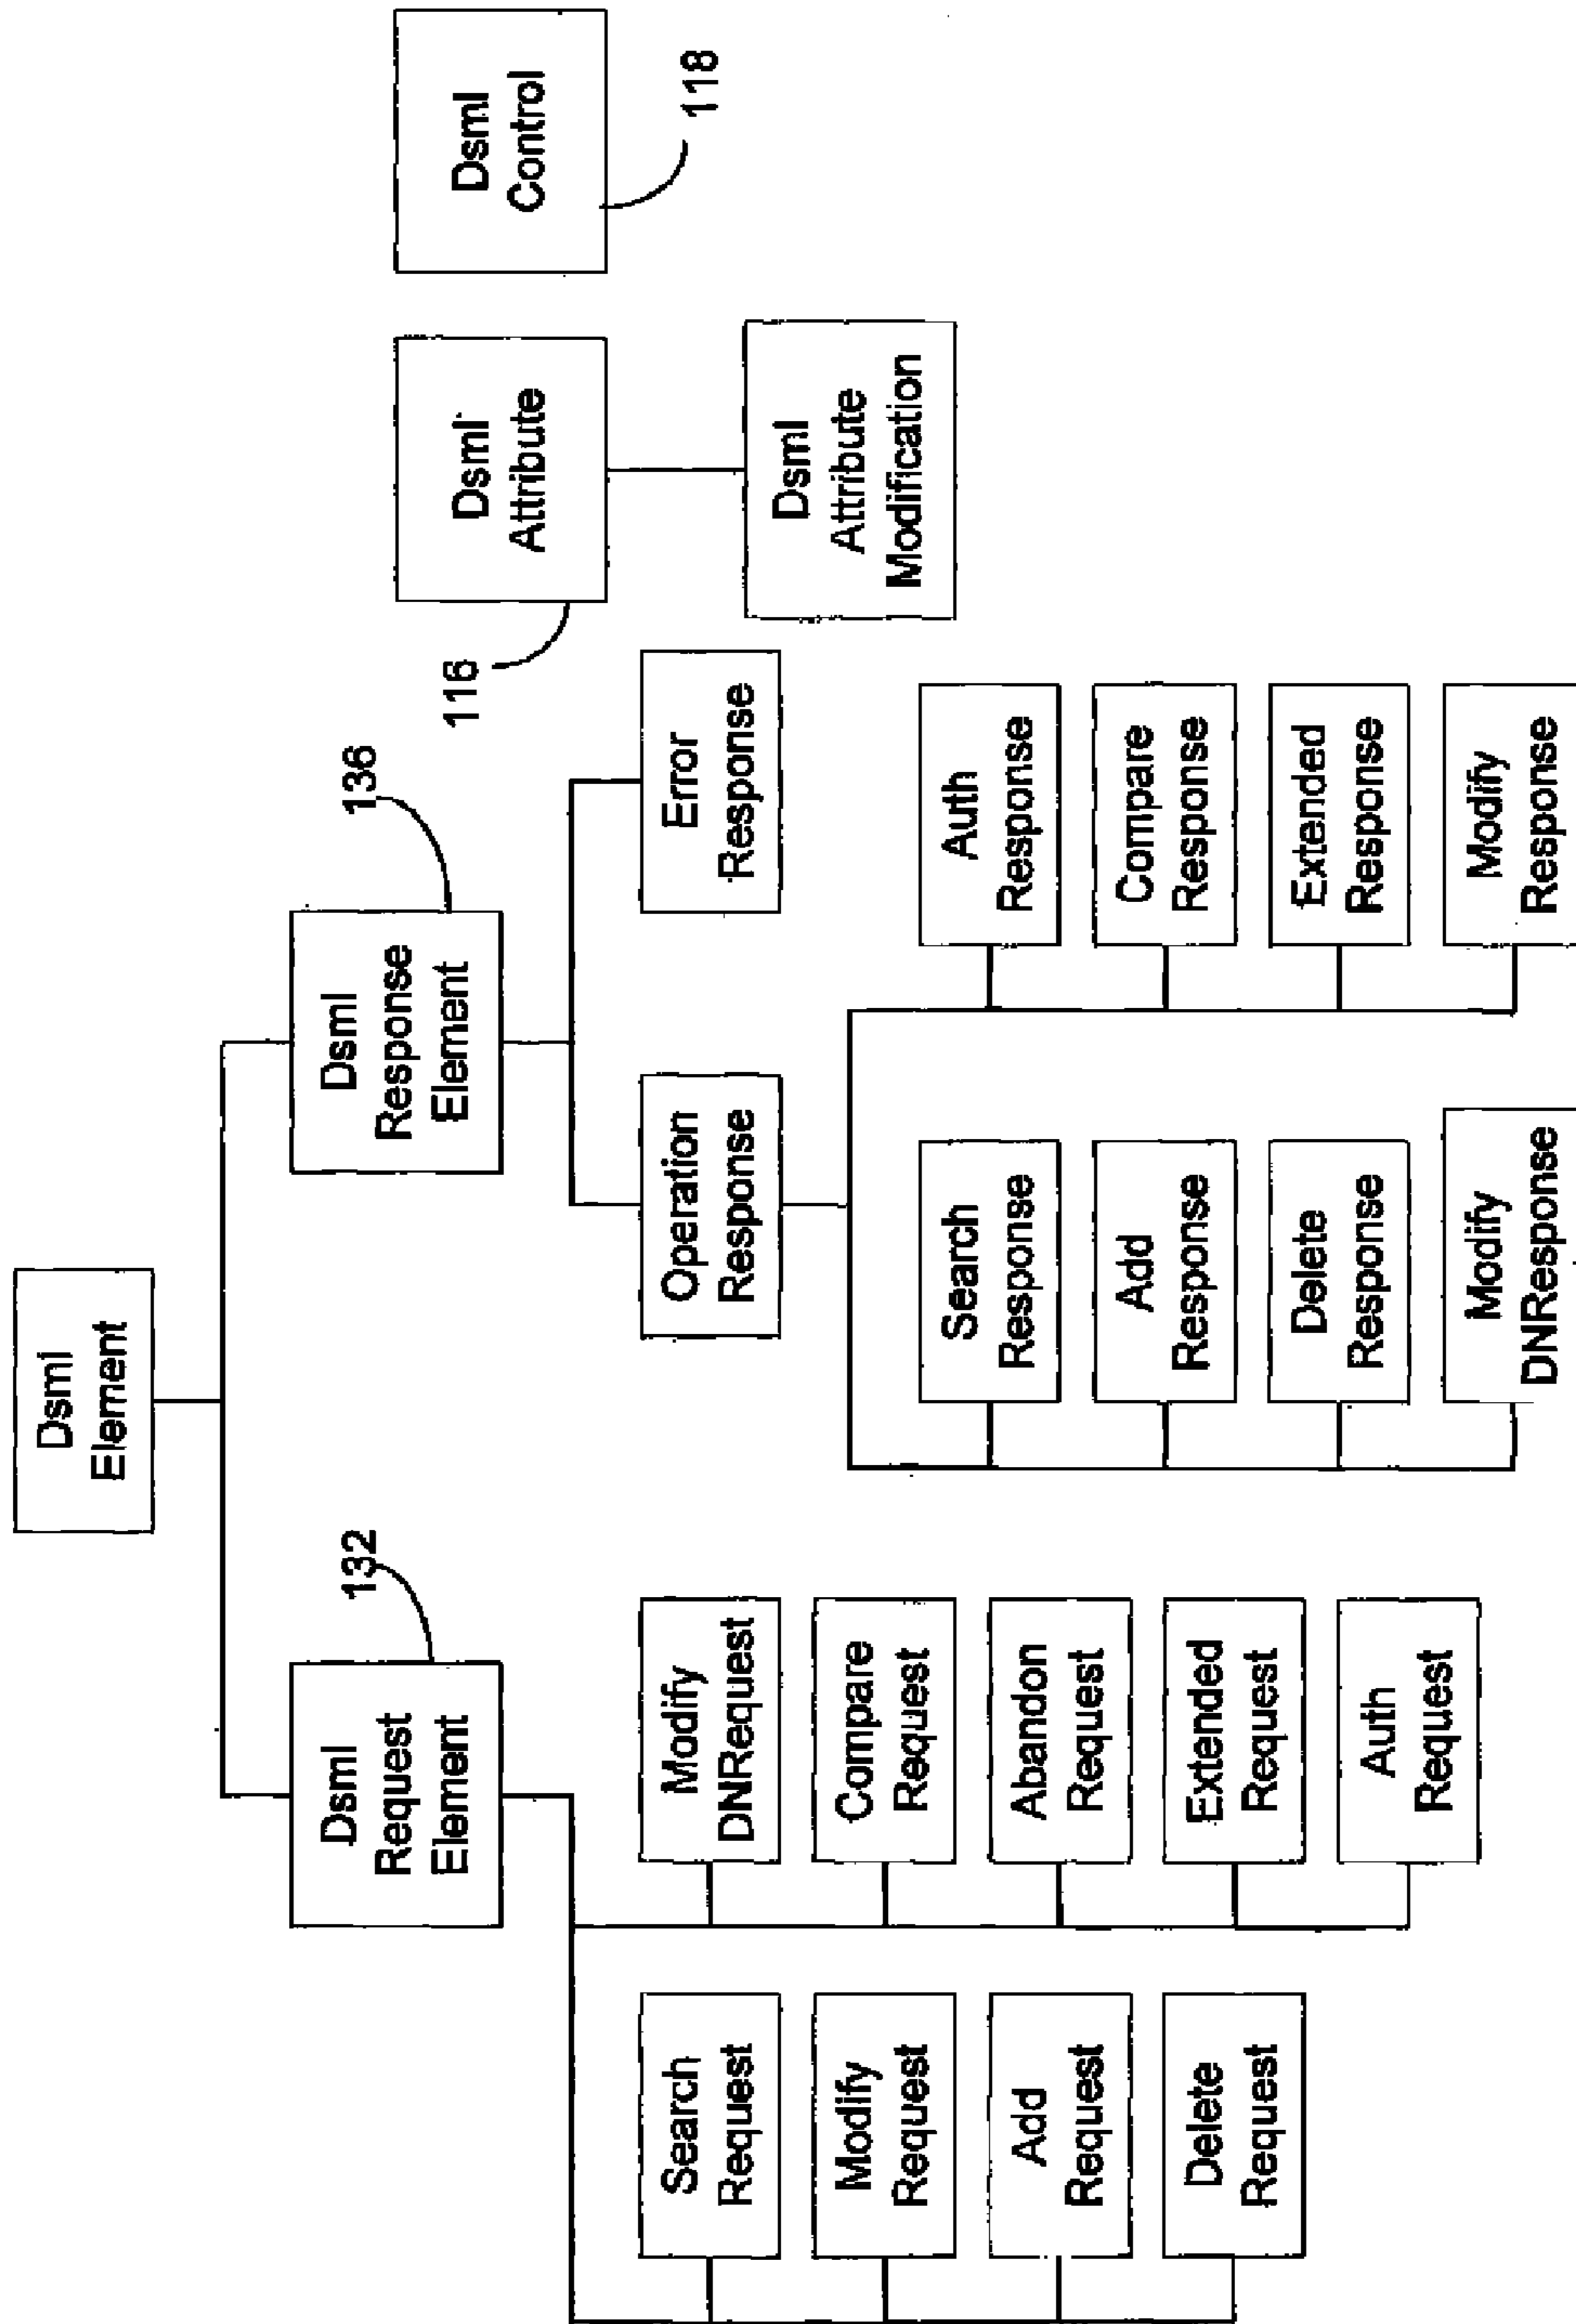 Dsml
Element
132
136
Dsml
Request
Element
Dsml
Response
Element
116
Dsml
Attribute
Dsml
Control
118
Search
Request
Modify
DNRequest
Operation
Response
Error
Response
Dsml
Attribute
Modification
Modify
Request
Compare
Request
Add
Request
Abandon
Request
Search
Response
Auth
Response
Delete
Request
Extended
Request
Add
Response
Compare
Response
Auth
Request
Delete
Response
Extended
Response
Modify
DNResponse
Modify
Response